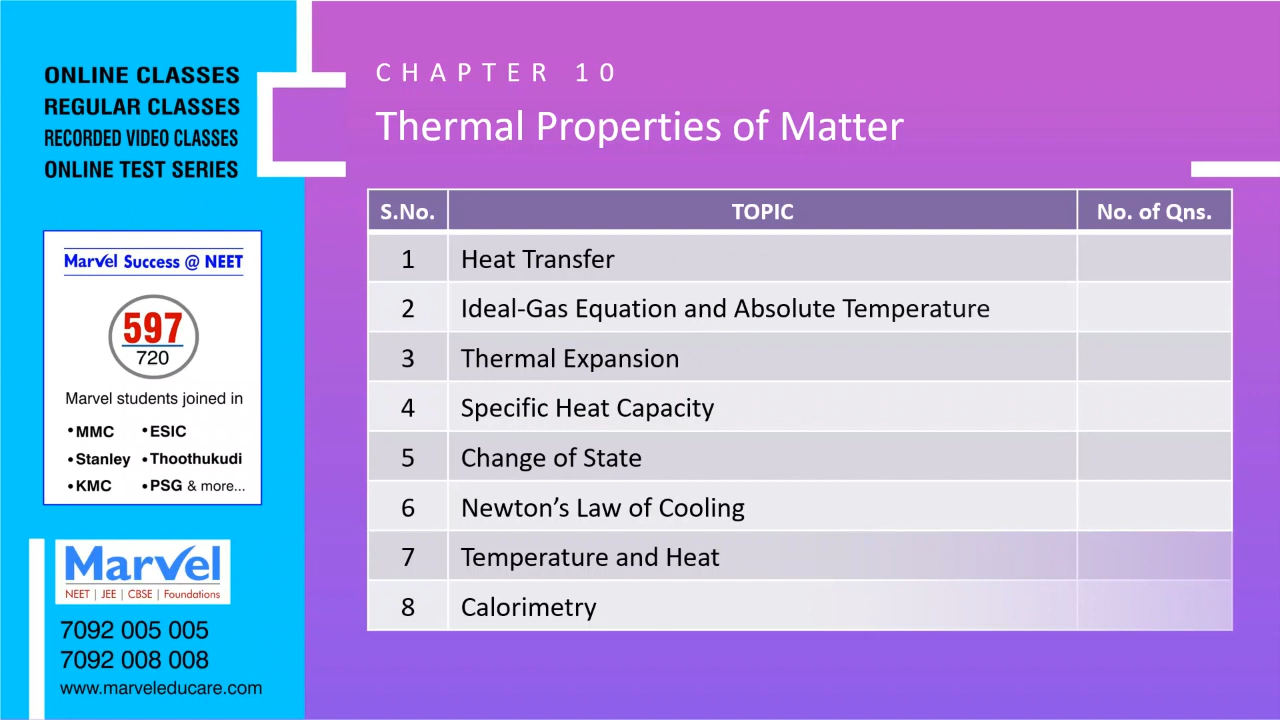 ONLINE CLASSES
REGULAR CLASSES
RECORDED VIDEO CLASSES
ONLINE TEST SERIES
Marvel Success @ NEET
597
720
Marvel students joined in
•MMC •ESIC
•Stanley •Thoothukudi
•KMC •PSG & more...
Marvel
NEET | JEE | CBSE | Foundations
7092 005 005
7092 008 008
www.marveleducare.com
CHAPTER 10
Thermal Properties of Matter
S.No. TOPIC No. of Qns.
1 Heat Transfer
2 Ideal-Gas Equation and Absolute Temperature
3 Thermal Expansion
4 Specific Heat Capacity
5 Change of State
6 Newton’s Law of Cooling
7 Temperature and Heat
8 Calorimetry